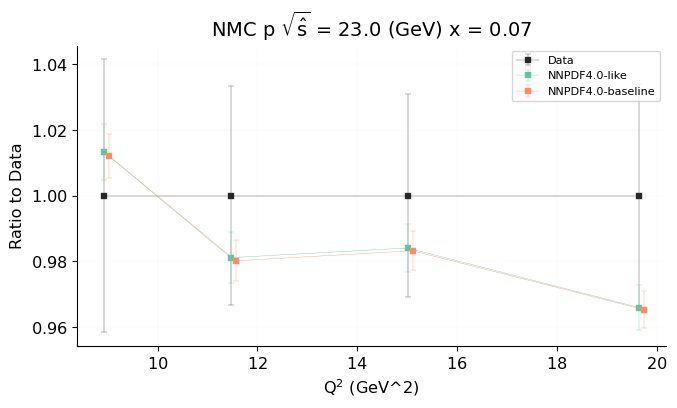 NMC p √ŝ = 23.0 (GeV) x = 0.07
Data
NNPDF4.0-like
NNPDF4.0-baseline
Ratio to Data
1.04
1.02
1.00
0.98
0.96
10 12 14 16 18 20
Q² (GeV^2)